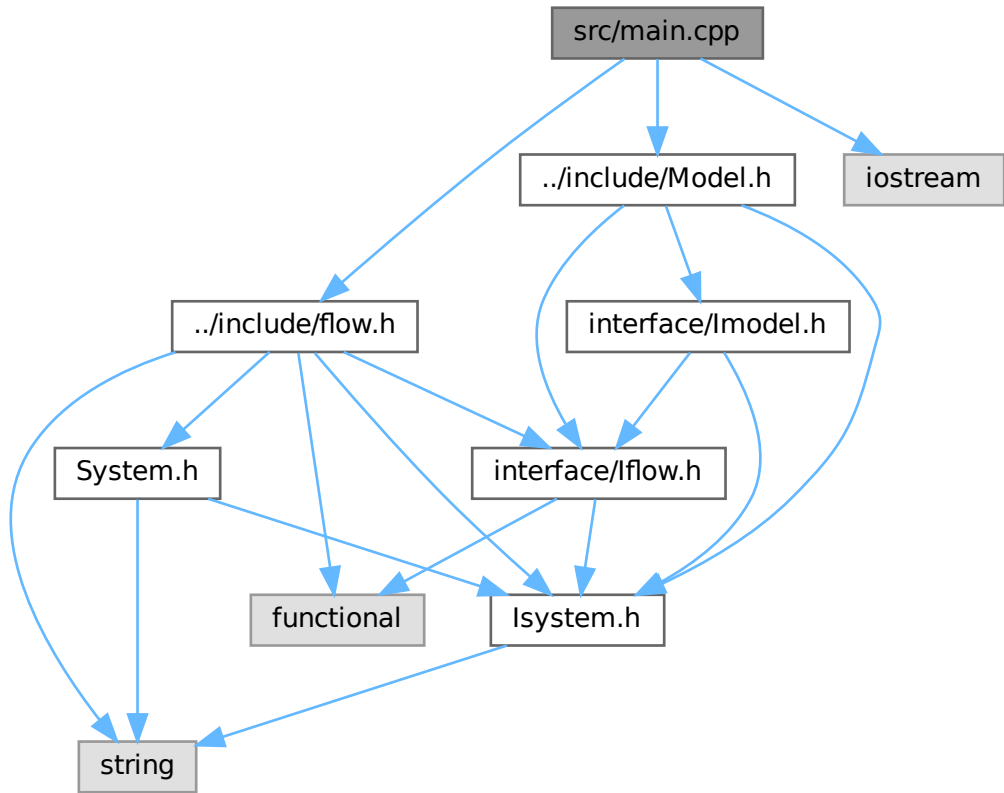 src/main.cpp
../include/Model.h
iostream
../include/flow.h
interface/Imodel.h
System.h
interface/Iflow.h
functional
Isystem.h
string